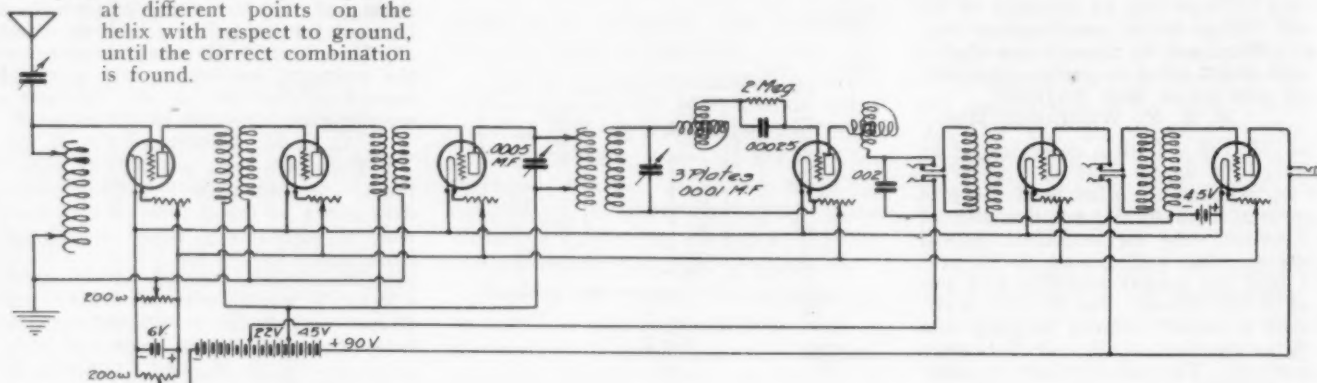 at different points on the
helix with respect to ground,
until the correct combination
is found.
2 Meg.
.00025
.0005
M.F
3 Plates
.0001 M.F
.002
4.5V
200ω
6V
22V 45V
+90V
- +
200ω